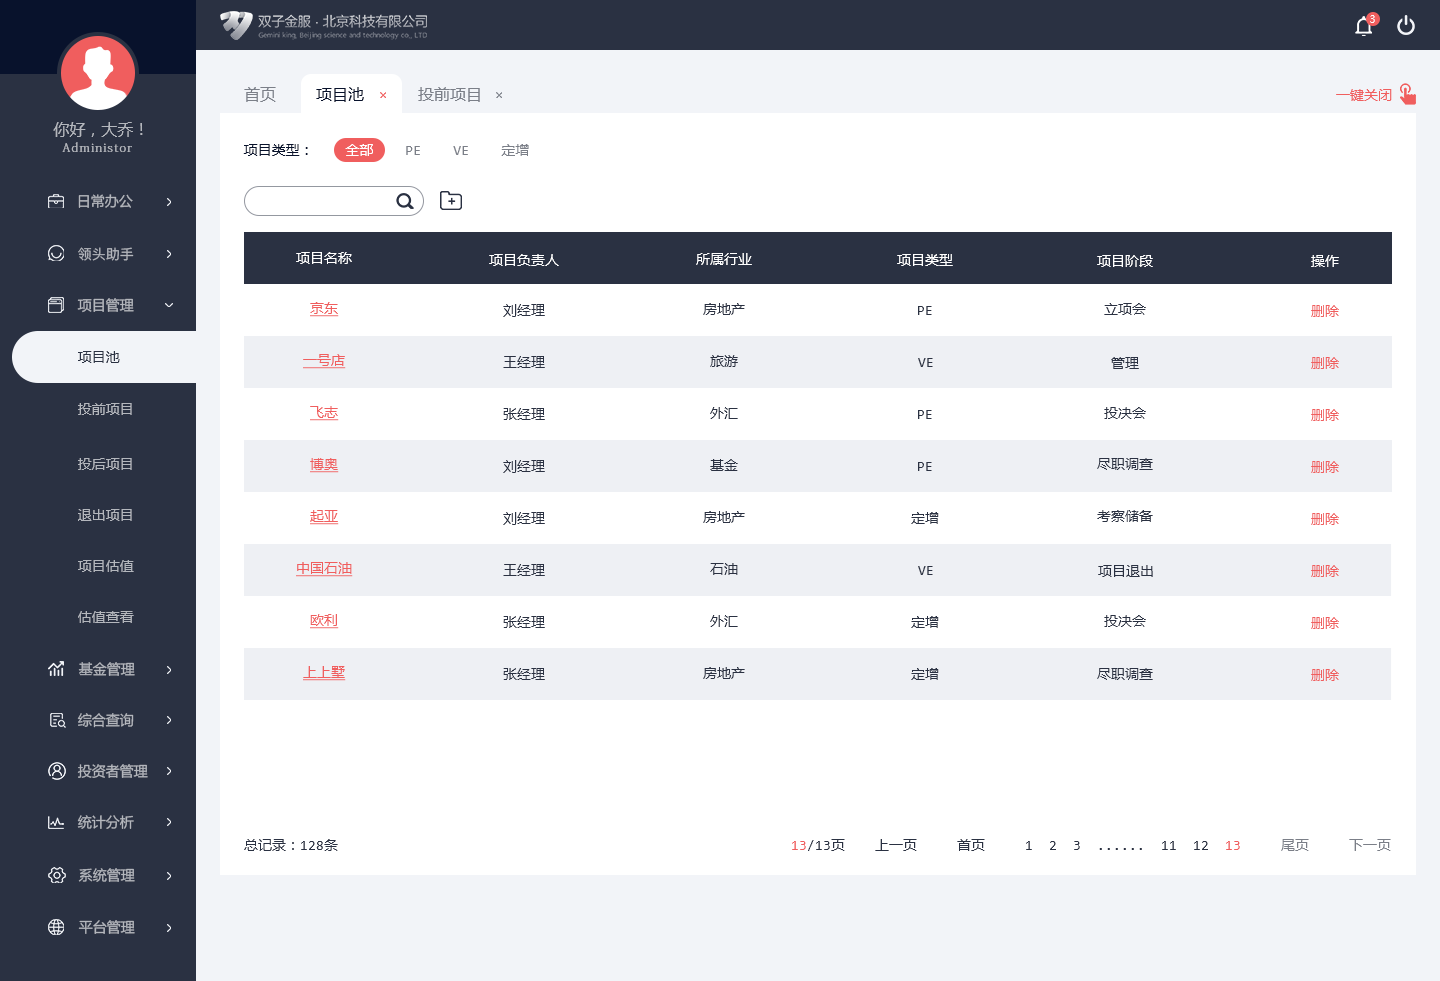 双子金服 · 北京科技有限公司
Gemini king, Beijing science and technology co., LTD
3
你好，大乔！
Administor
日常办公
领头助手
项目管理
项目池
投前项目
投后项目
退出项目
项目估值
估值查看
基金管理
综合查询
投资者管理
统计分析
系统管理
平台管理
首页 项目池 × 投前项目 × 一键关闭
项目类型： 全部 PE VE 定增
项目名称 项目负责人 所属行业 项目类型 项目阶段 操作
京东 刘经理 房地产 PE 立项会 删除
一号店 王经理 旅游 VE 管理 删除
飞志 张经理 外汇 PE 投决会 删除
博奥 刘经理 基金 PE 尽职调查 删除
起亚 刘经理 房地产 定增 考察储备 删除
中国石油 王经理 石油 VE 项目退出 删除
欧利 张经理 外汇 定增 投决会 删除
上上墅 张经理 房地产 定增 尽职调查 删除
总记录：128条 13/13页 上一页 首页 1 2 3 ...... 11 12 13 尾页 下一页